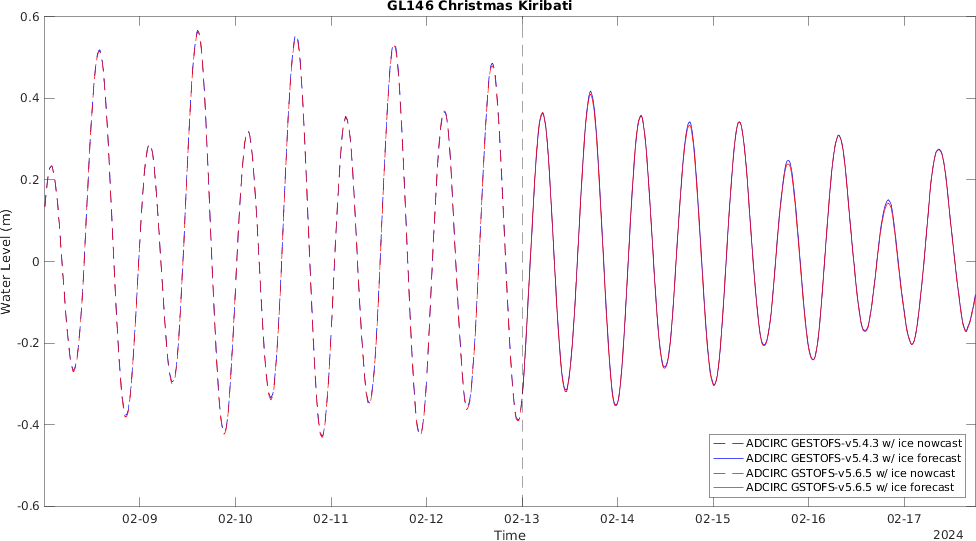 GL146 Christmas Kiribati
0.6
0.4
0.2
0
-0.2
-0.4
-0.6
Water Level (m)
02-09
02-10
02-11
02-12
02-13
02-14
02-15
02-16
02-17
Time
2024
ADCIRC GESTOFS-v5.4.3 w/ ice nowcast
ADCIRC GESTOFS-v5.4.3 w/ ice forecast
ADCIRC GSTOFS-v5.6.5 w/ ice nowcast
ADCIRC GSTOFS-v5.6.5 w/ ice forecast